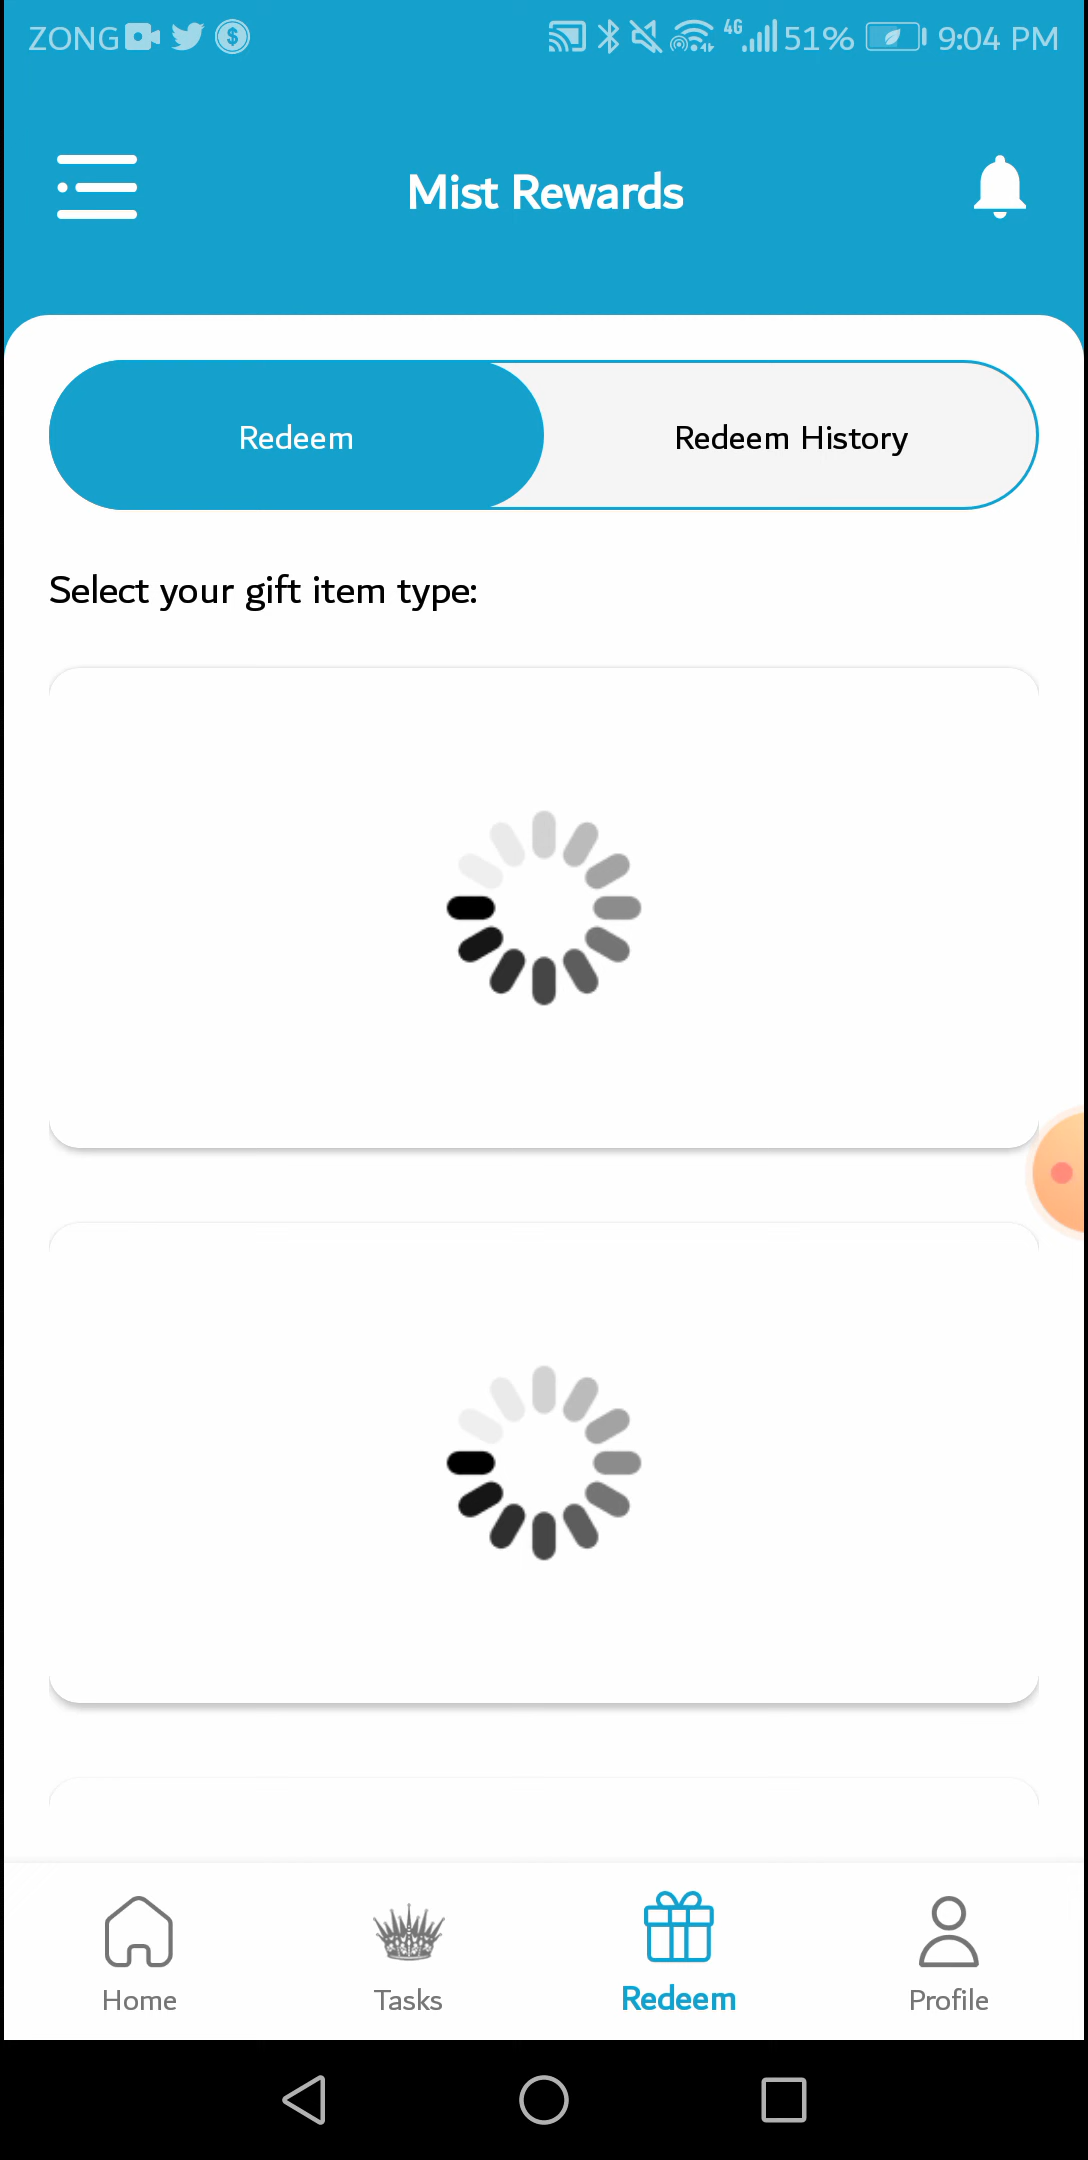 ZONG 4G 51% 9:04 PM
Mist Rewards
Redeem Redeem History
Select your gift item type:
Home Tasks Redeem Profile